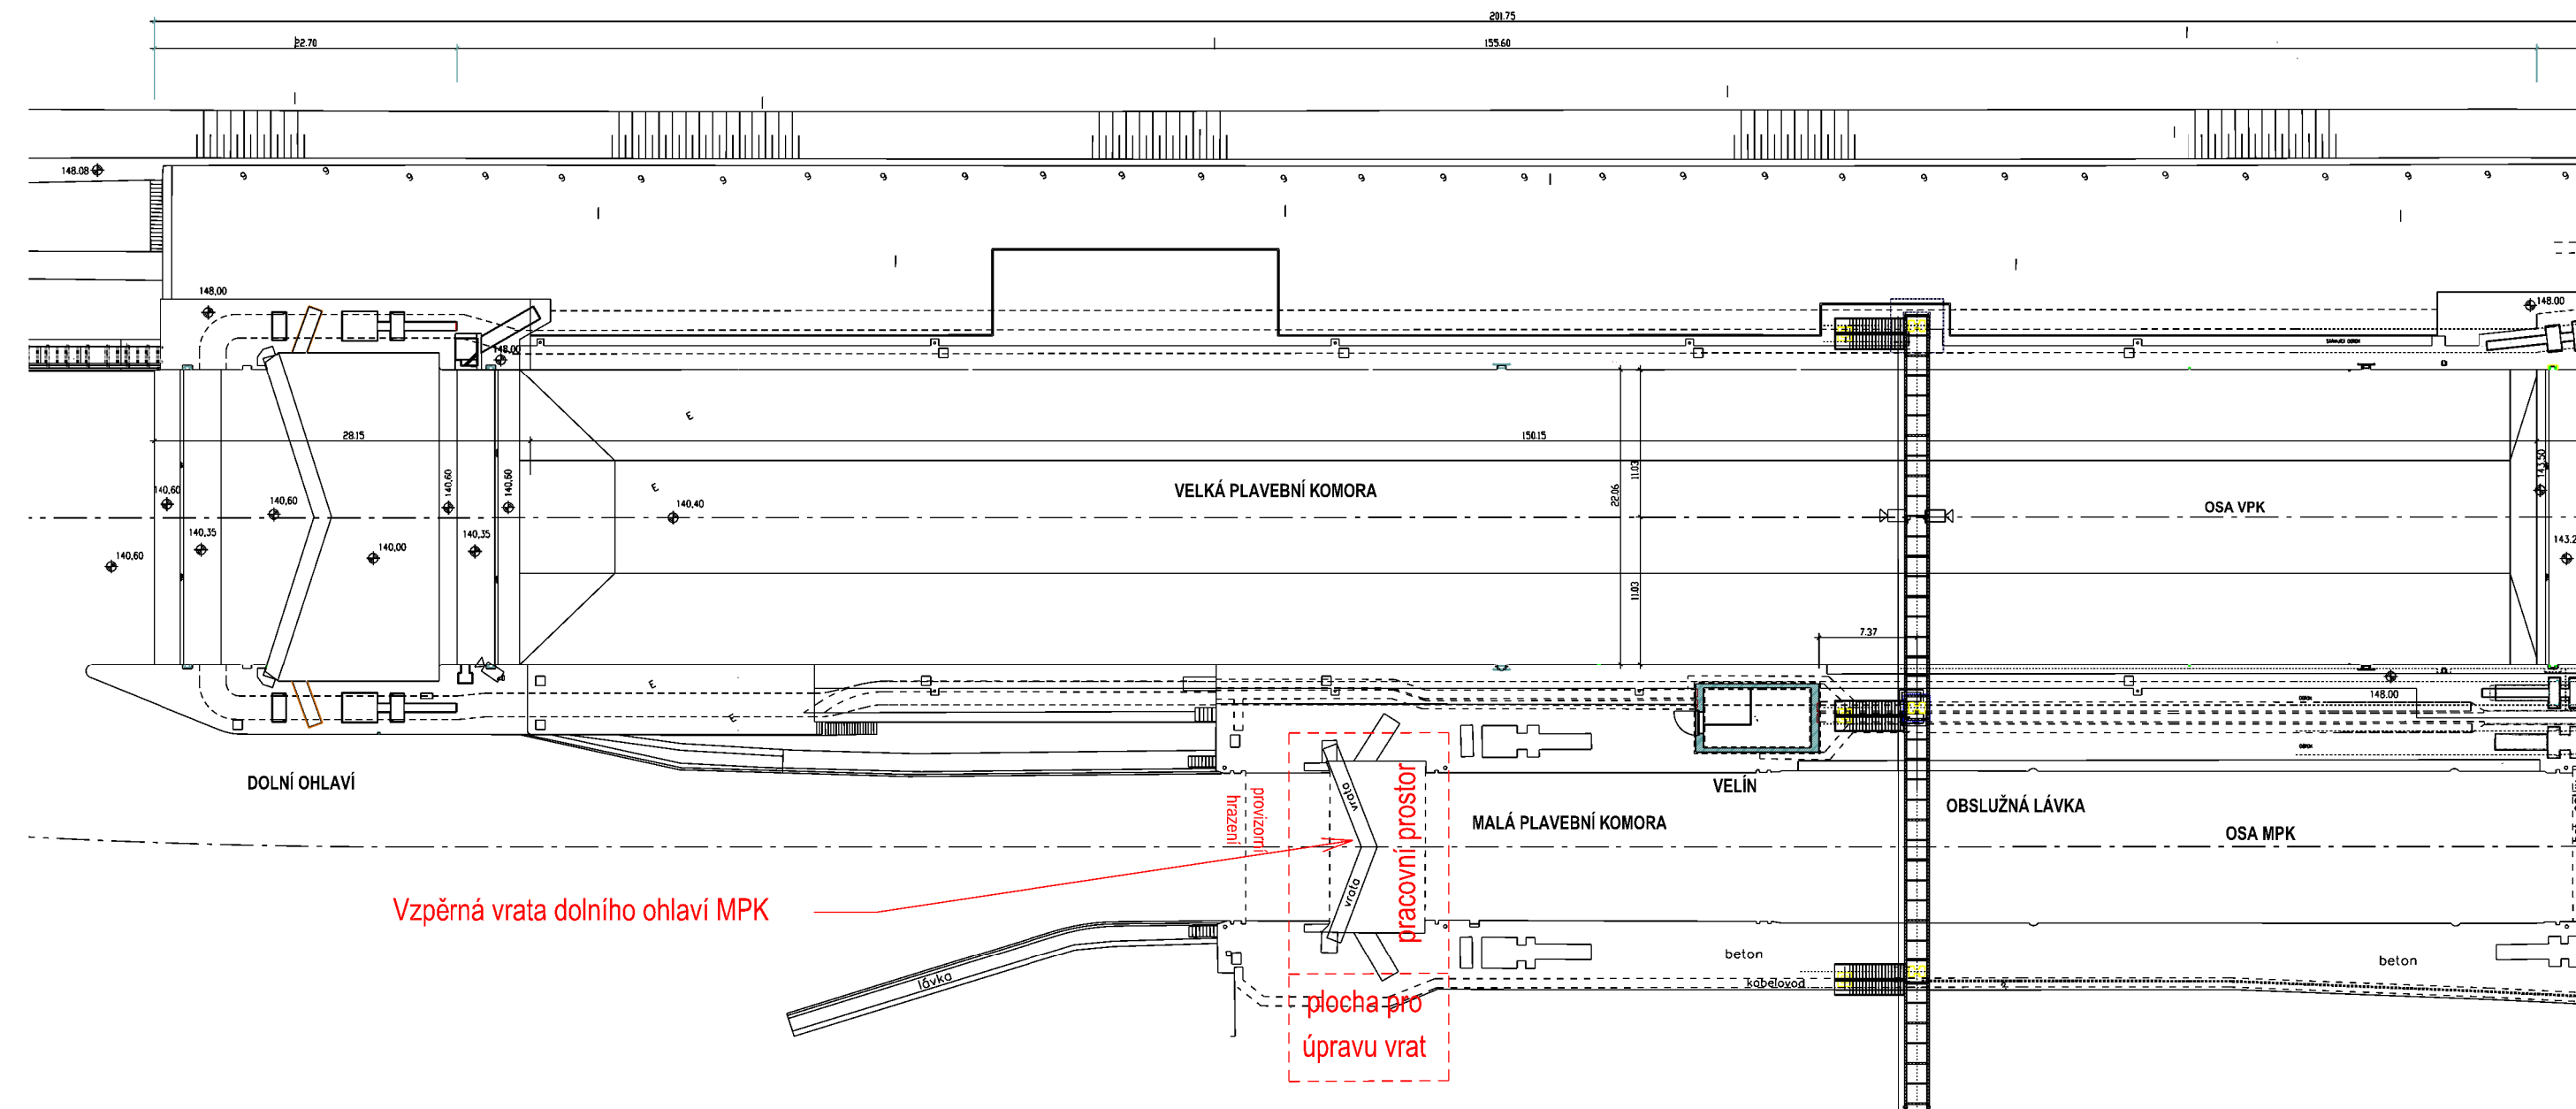 201.75
22.70
155.60
148.08
148.00
148.00
148.00
28.15
150.15
140,60
140,60
140,60
140,60
143,50
11.03
22.06
VELKÁ PLAVEBNÍ KOMORA
140,40
OSA VPK
140,35
140,00
140,35
140,60
11.03
7.37
148.00
DOLNÍ OHLAVÍ
VELÍN
provizorní
hrazení
vrata
pracovní prostor
MALÁ PLAVEBNÍ KOMORA
OBSLUŽNÁ LÁVKA
OSA MPK
vrata
Vzpěrná vrata dolního ohlaví MPK
lávka
beton
beton
kabelovod
plocha pro
úpravu vrat